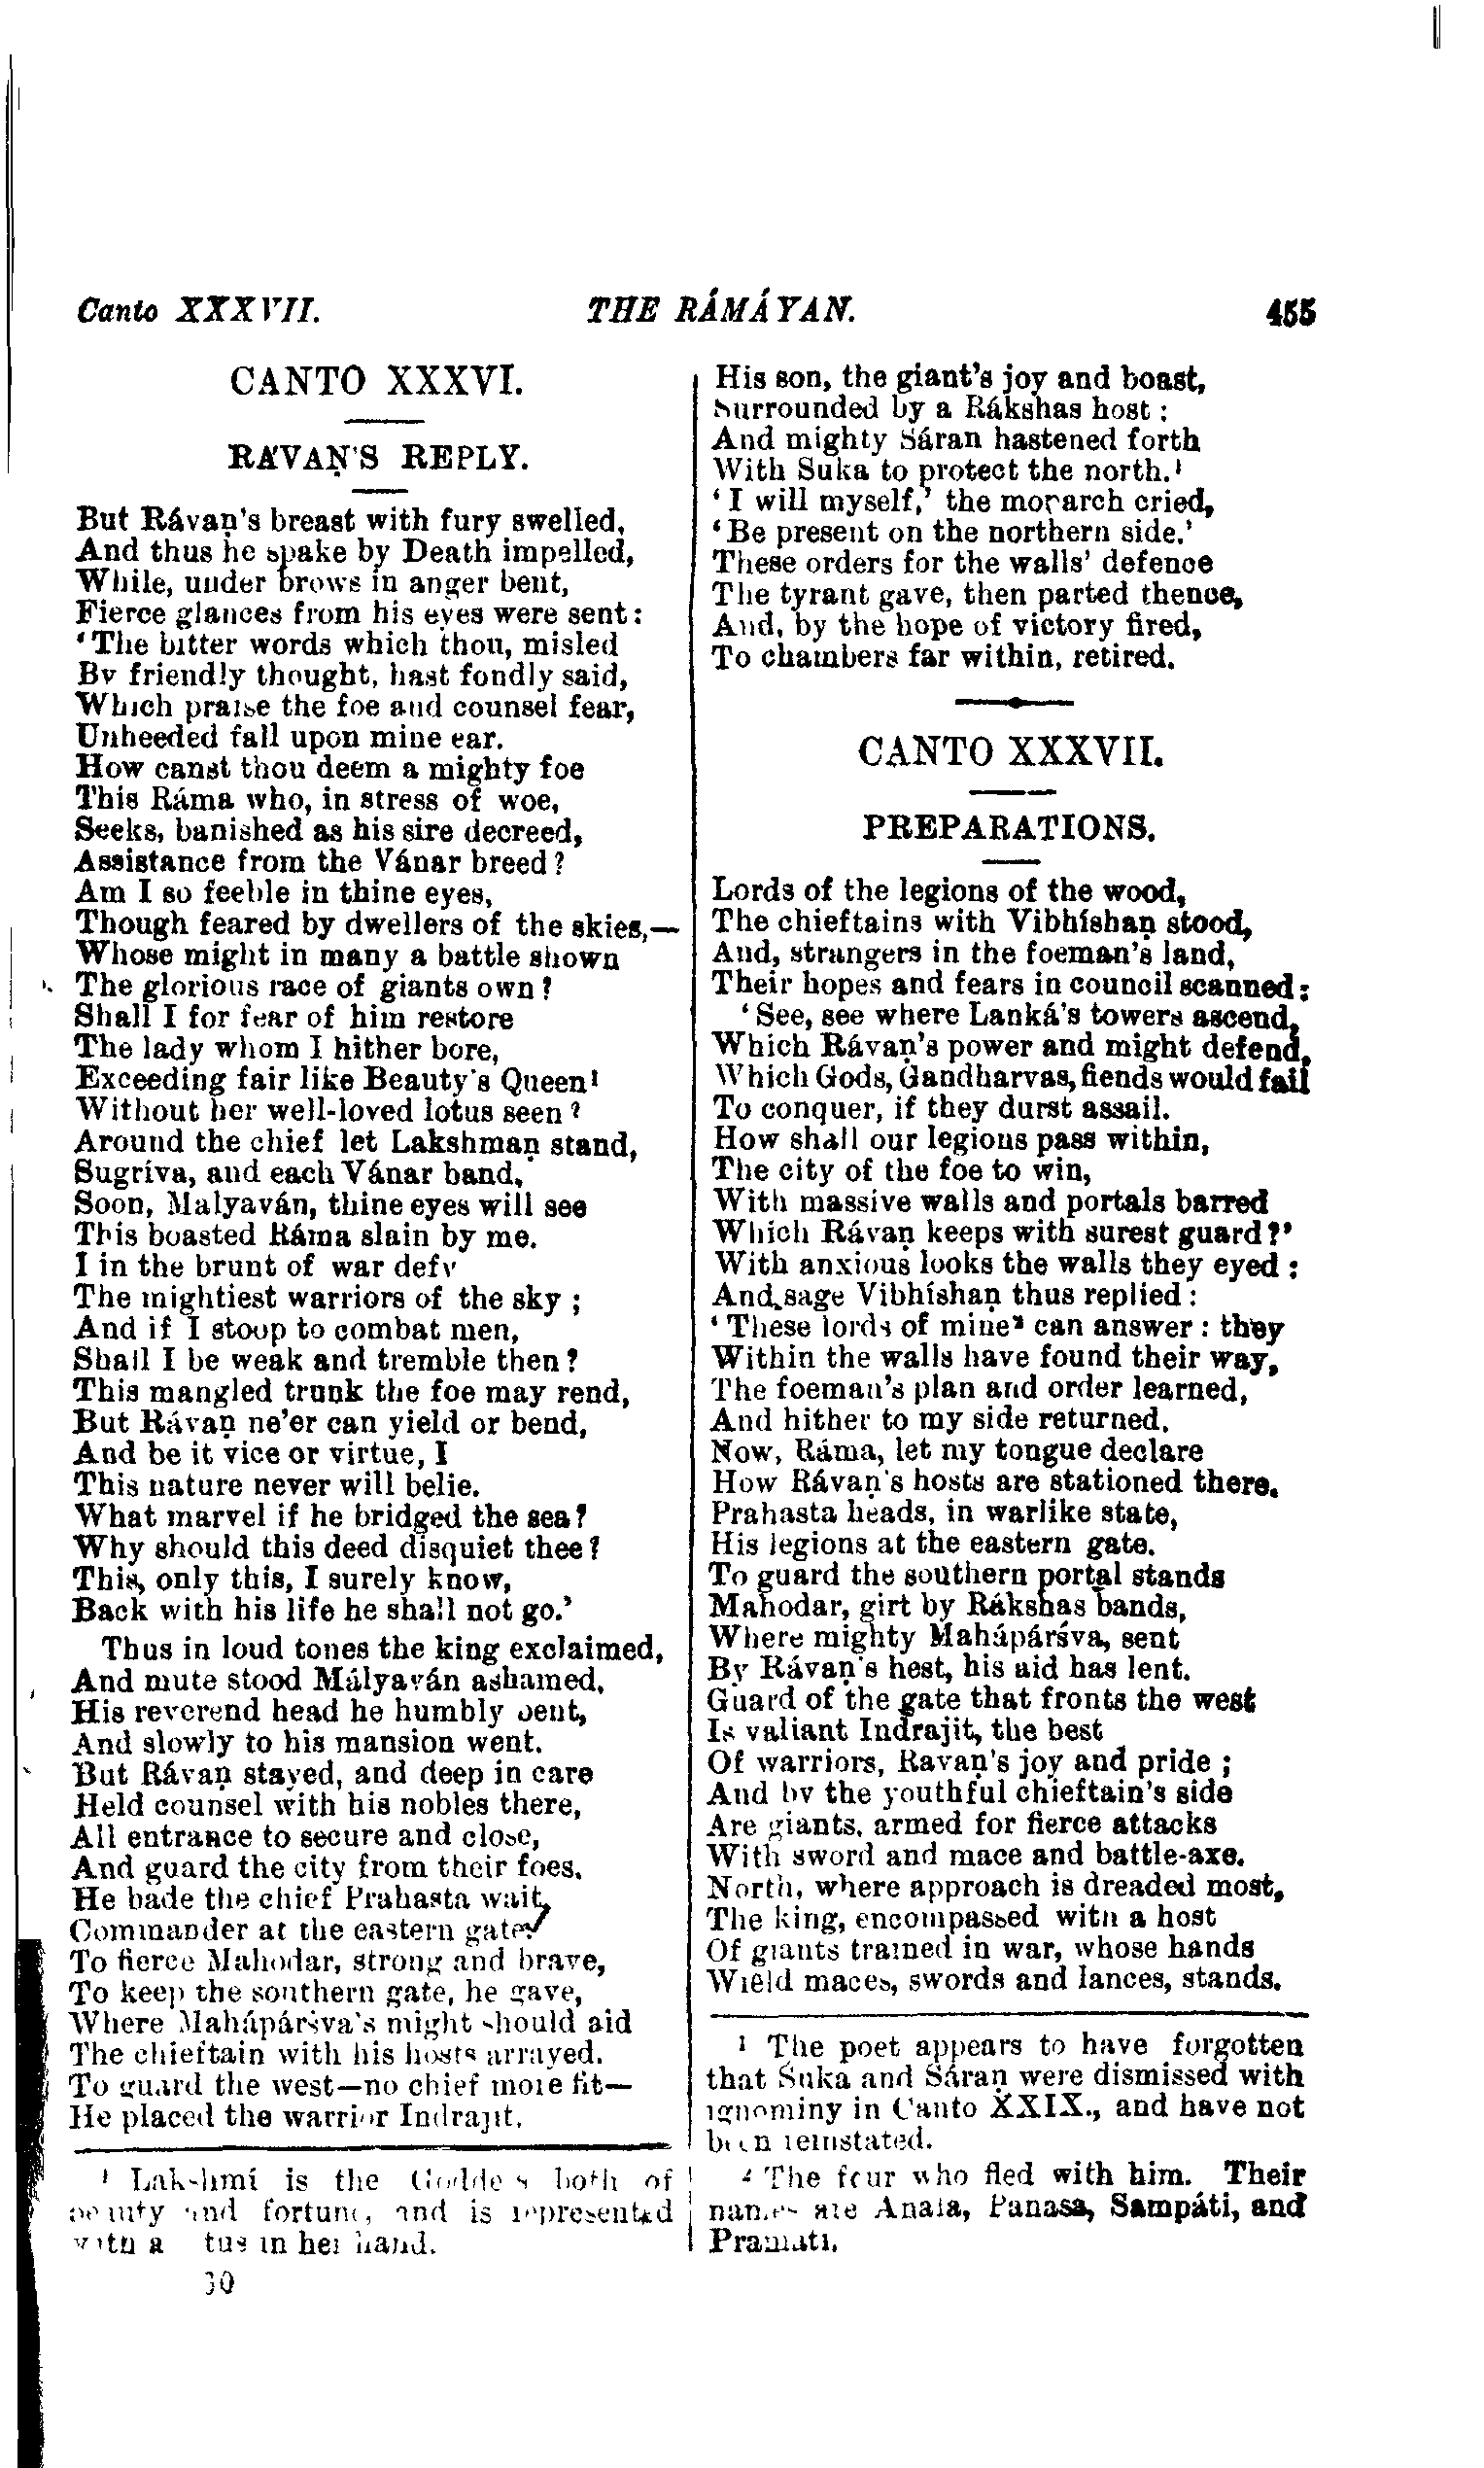 Canto XXXVII. THE RÁMÁYAN. 455
CANTO XXXVI.
RÁVAṆ'S REPLY.
But Rávaṇ's breast with fury swelled,
And thus he spake by Death impelled,
While, under brows in anger bent,
Fierce glances from his eyes were sent:
'The bitter words which thou, misled
By friendly thought, hast fondly said,
Which praise the foe and counsel fear,
Unheeded fall upon mine ear.
How canst thou deem a mighty foe
This Ráma who, in stress of woe,
Seeks, banished as his sire decreed,
Assistance from the Vánar breed?
Am I so feeble in thine eyes,
Though feared by dwellers of the skies,—
Whose might in many a battle shown
The glorious race of giants own?
Shall I for fear of him restore
The lady whom I hither bore,
Exceeding fair like Beauty's Queen¹
Without her well-loved lotus seen?
Around the chief let Lakshmaṇ stand,
Sugríva, and each Vánar band,
Soon, Malyaván, thine eyes will see
This boasted Ráma slain by me.
I in the brunt of war defy
The mightiest warriors of the sky;
And if I stoop to combat men,
Shall I be weak and tremble then?
This mangled trunk the foe may rend,
But Rávaṇ ne'er can yield or bend,
And be it vice or virtue, I
This nature never will belie.
What marvel if he bridged the sea?
Why should this deed disquiet thee?
This, only this, I surely know,
Back with his life he shall not go.'
Thus in loud tones the king exclaimed,
And mute stood Mályaván ashamed,
His reverend head he humbly bent,
And slowly to his mansion went.
But Rávaṇ stayed, and deep in care
Held counsel with his nobles there,
All entrance to secure and close,
And guard the city from their foes.
He bade the chief Prahasta wait,
Commander at the eastern gate,
To fierce Mahodar, strong and brave,
To keep the southern gate, he gave,
Where Mahápárśva's might should aid
The chieftain with his hosts arrayed.
To guard the west—no chief more fit—
He placed the warrior Indrajit,
¹ Lakshmí is the Goddess both of
beauty and fortune, and is represented
with a lotus in her hand.
30
His son, the giant's joy and boast,
Surrounded by a Rákshas host:
And mighty Sáran hastened forth
With Suka to protect the north.¹
'I will myself,' the monarch cried,
'Be present on the northern side.'
These orders for the walls' defence
The tyrant gave, then parted thence,
And, by the hope of victory fired,
To chambers far within, retired.
CANTO XXXVII.
PREPARATIONS.
Lords of the legions of the wood,
The chieftains with Vibhíshaṇ stood,
And, strangers in the foeman's land,
Their hopes and fears in council scanned:
'See, see where Lanká's towers ascend,
Which Rávaṇ's power and might defend,
Which Gods, Gandharvas, fiends would fail
To conquer, if they durst assail.
How shall our legions pass within,
The city of the foe to win,
With massive walls and portals barred
Which Rávaṇ keeps with surest guard?'
With anxious looks the walls they eyed:
And sage Vibhíshaṇ thus replied:
'These lords of mine² can answer: they
Within the walls have found their way,
The foeman's plan and order learned,
And hither to my side returned.
Now, Ráma, let my tongue declare
How Rávaṇ's hosts are stationed there.
Prahasta heads, in warlike state,
His legions at the eastern gate.
To guard the southern portal stands
Mahodar, girt by Rákshas bands,
Where mighty Mahápárśva, sent
By Rávaṇ's hest, his aid has lent.
Guard of the gate that fronts the west
Is valiant Indrajit, the best
Of warriors, Ravaṇ's joy and pride;
And by the youthful chieftain's side
Are giants, armed for fierce attacks
With sword and mace and battle-axe.
North, where approach is dreaded most,
The king, encompassed with a host
Of giants trained in war, whose hands
Wield maces, swords and lances, stands.
¹ The poet appears to have forgotten
that Śuka and Sáraṇ were dismissed with
ignominy in Canto XXIX., and have not
been reinstated.
² The four who fled with him. Their
names are Anala, Panasa, Sampáti, and
Pramati.